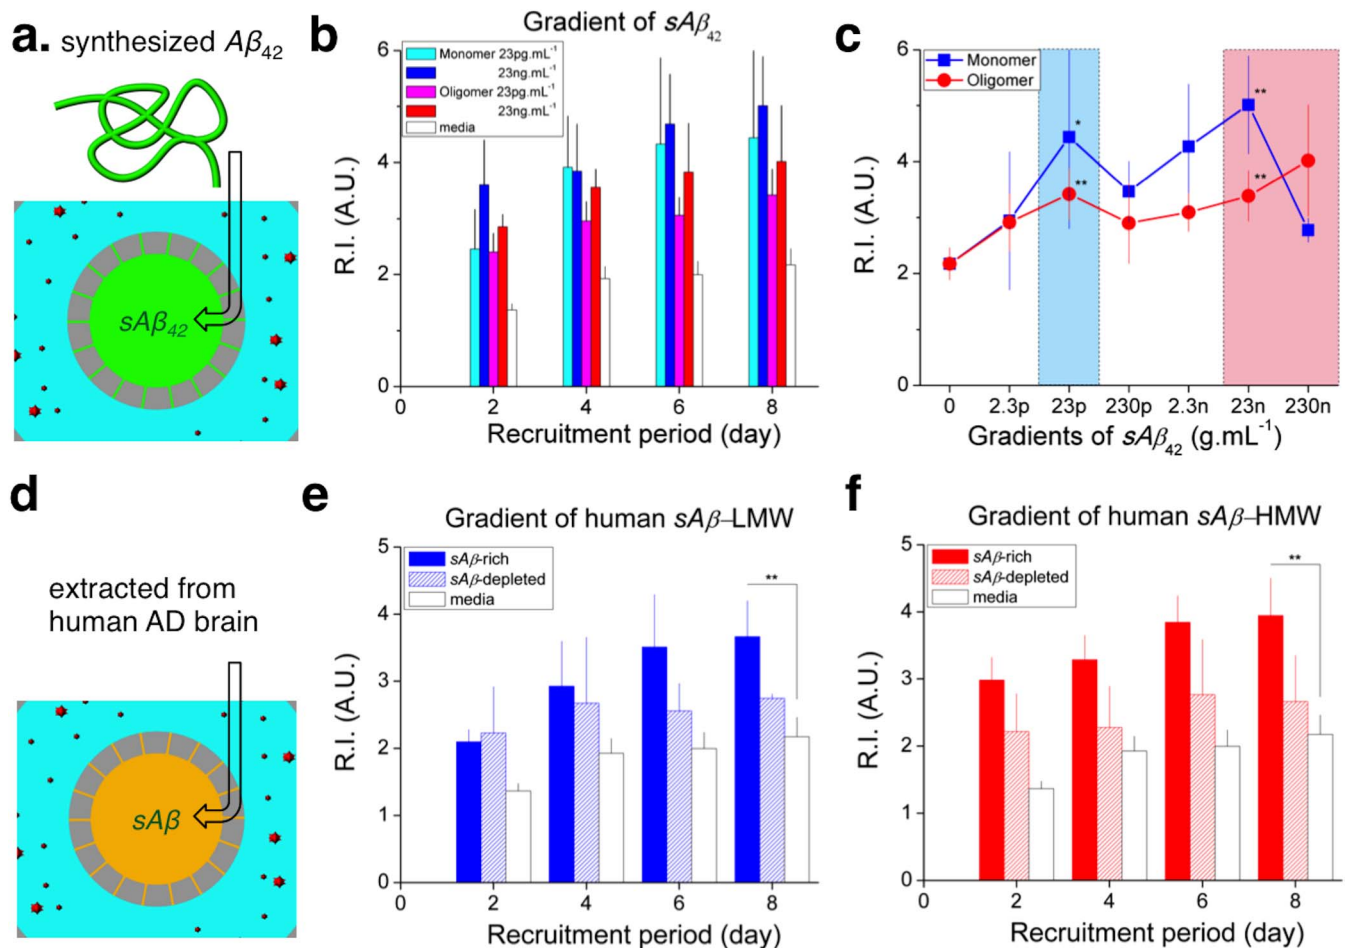 a. synthesized Aβ42
sAβ42
b
Gradient of sAβ42
Monomer 23pg.mL-1
23ng.mL-1
Oligomer 23pg.mL-1
23ng.mL-1
media
R.I. (A.U.)
6
4
2
0
0 2 4 6 8
Recruitment period (day)
c
Monomer
Oligomer
R.I. (A.U.)
6
4
2
0
*
**
**
**
0 2.3p 23p 230p 2.3n 23n 230n
Gradients of sAβ42 (g.mL-1)
d
extracted from
human AD brain
sAβ
e
Gradient of human sAβ–LMW
sAβ-rich
sAβ-depleted
media
**
R.I. (A.U.)
5
4
3
2
1
0
0 2 4 6 8
Recruitment period (day)
f
Gradient of human sAβ–HMW
sAβ-rich
sAβ-depleted
media
**
R.I. (A.U.)
5
4
3
2
1
0
0 2 4 6 8
Recruitment period (day)